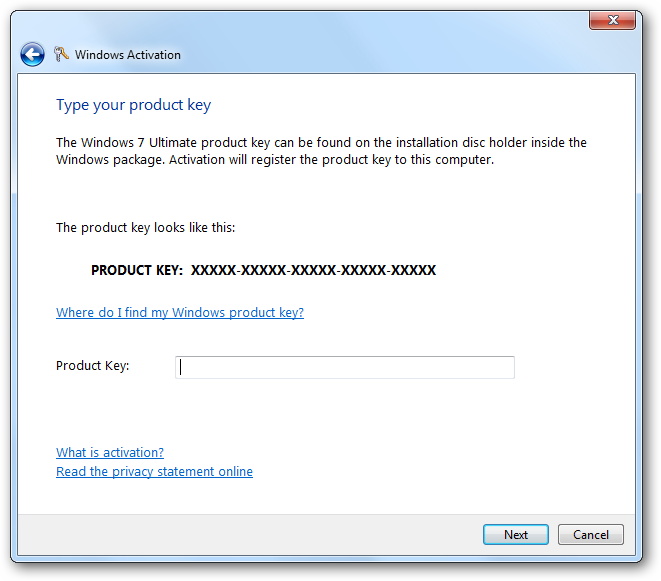 Windows Activation
Type your product key
The Windows 7 Ultimate product key can be found on the installation disc holder inside the
Windows package. Activation will register the product key to this computer.
The product key looks like this:
PRODUCT KEY: XXXXX-XXXXX-XXXXX-XXXXX-XXXXX
Where do I find my Windows product key?
Product Key:
What is activation?
Read the privacy statement online
Next Cancel